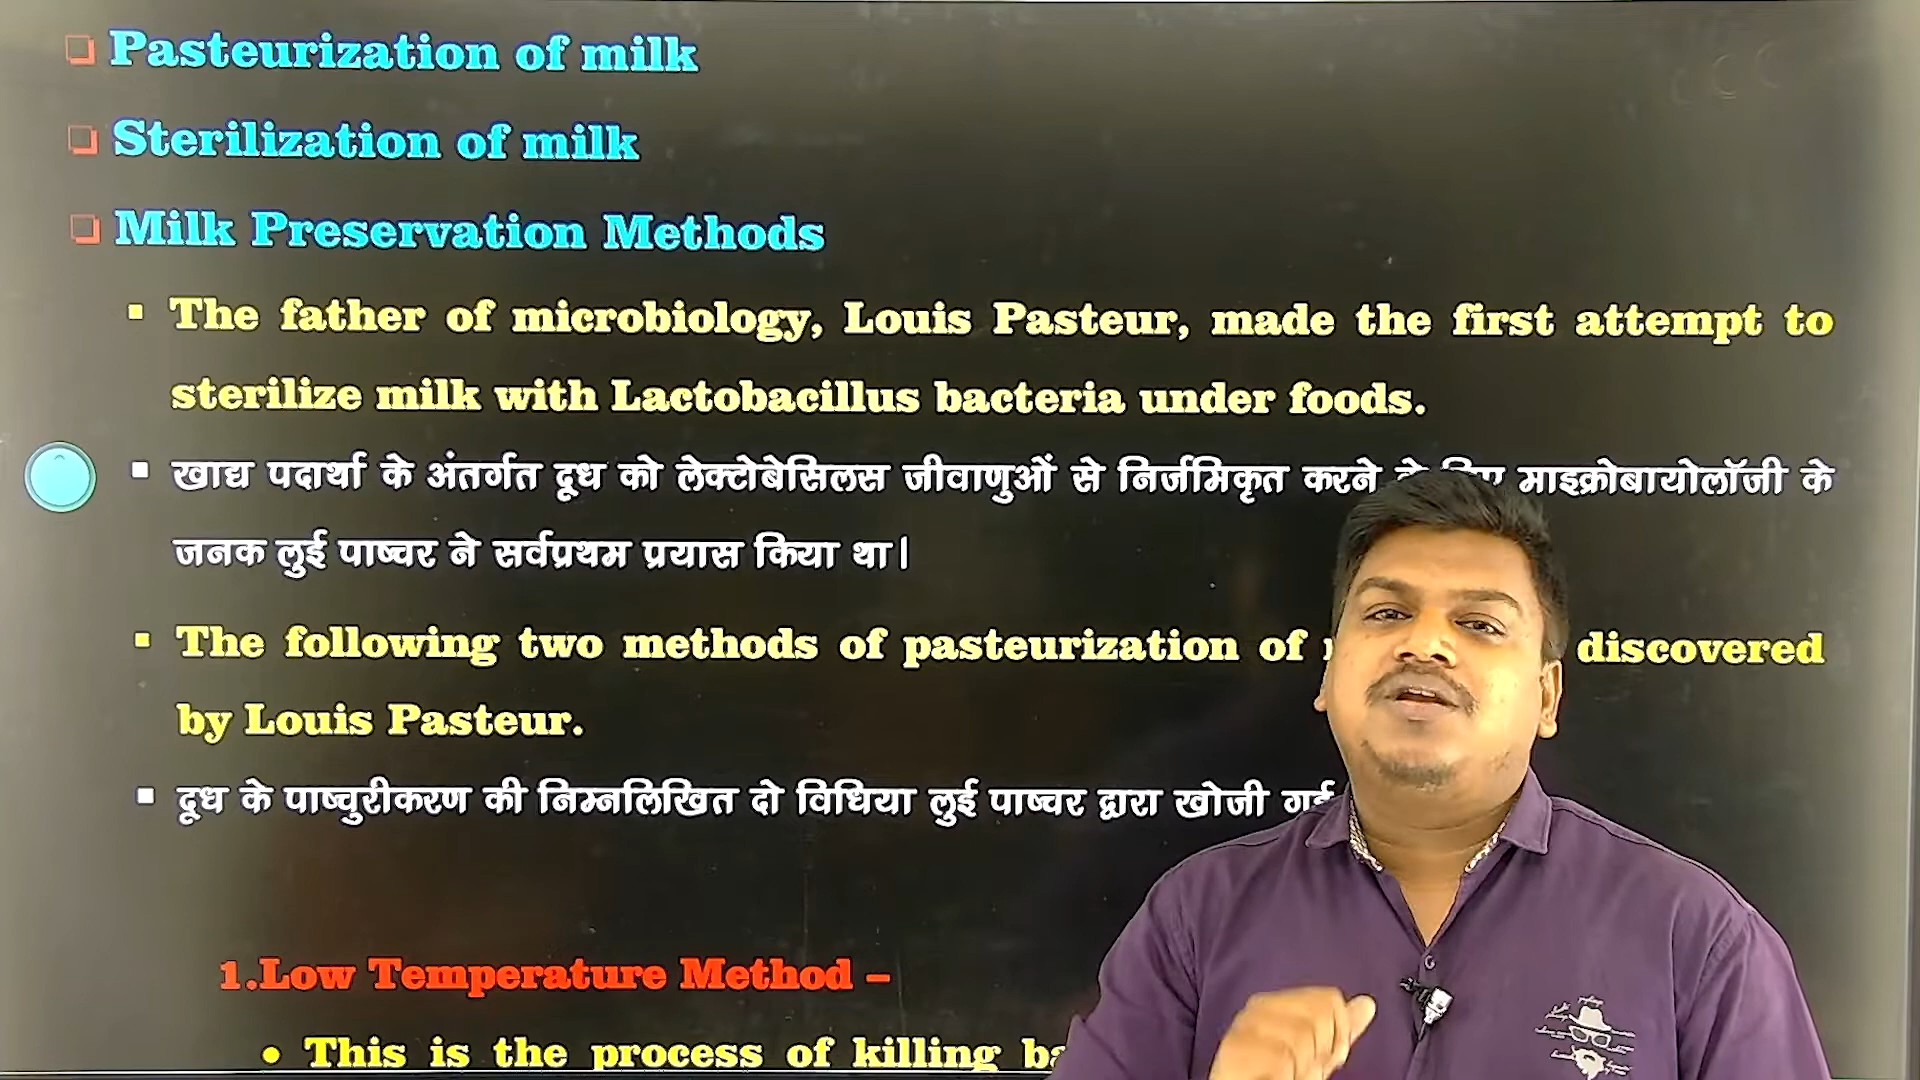 Pasteurization of milk
Sterilization of milk
Milk Preservation Methods
The father of microbiology, Louis Pasteur, made the first attempt to
sterilize milk with Lactobacillus bacteria under foods.
खाद्य पदार्था के अंतर्गत दूध को लेक्टोबेसिलस जीवाणुओं से निर्जमिकृत करने के लिए माइक्रोबायोलॉजी के
जनक लुई पाष्चर ने सर्वप्रथम प्रयास किया था।
The following two methods of pasteurization of discovered
by Louis Pasteur.
दूध के पाष्चुरीकरण की निम्नलिखित दो विधिया लुई पाष्चर द्वारा खोजी गई
1.Low Temperature Method –
This is the process of killing